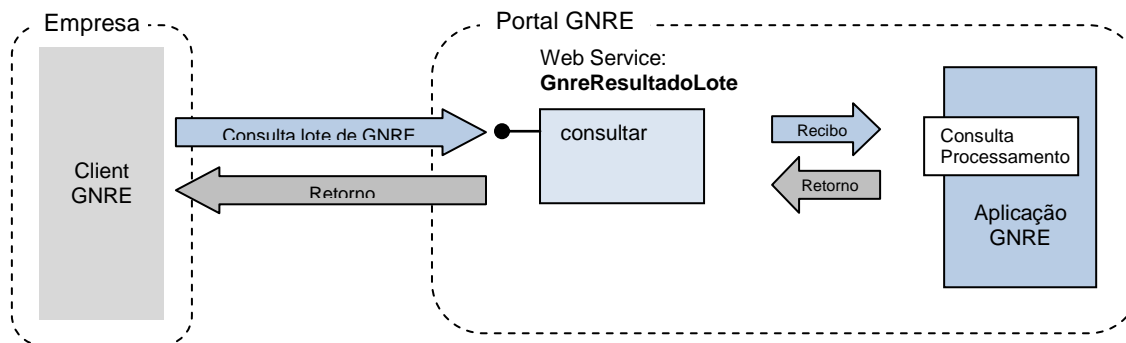 Empresa
Portal GNRE
Web Service:
GnreResultadoLote
Client
GNRE
Consulta lote de GNRE
Retorno
consultar
Recibo
Retorno
Consulta
Processamento
Aplicação
GNRE